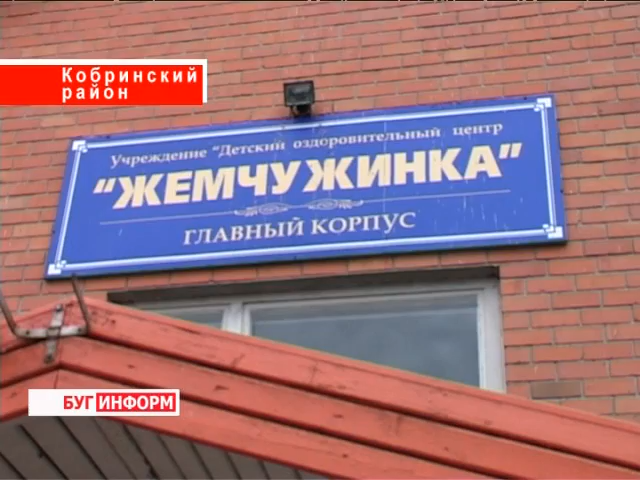 Кобринский
район
Учреждение "Детский оздоровительный центр
"ЖЕМЧУЖИНКА"
ГЛАВНЫЙ КОРПУС
БУГИНФОРМ